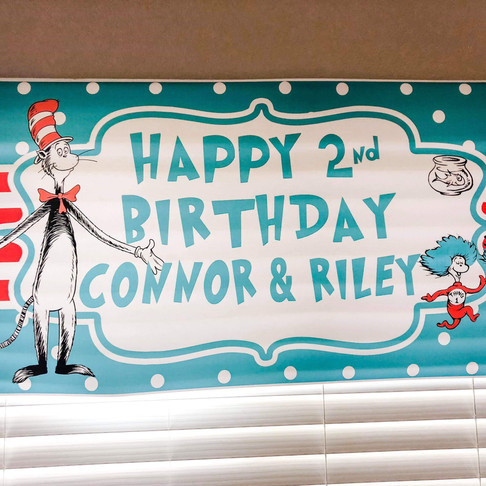 HAPPY 2nd
BIRTHDAY
CONNOR & RILEY